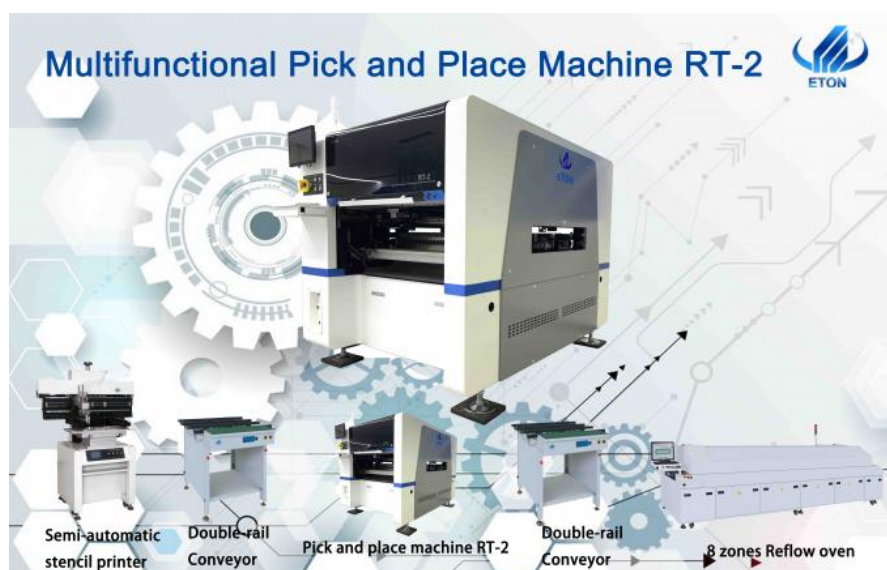 Multifunctional Pick and Place Machine RT-2
ETON
ETON
RT-2
Semi-automatic
stencil printer
Double-rail
Conveyor
Pick and place machine RT-2
Double-rail
Conveyor
8 zones Reflow oven